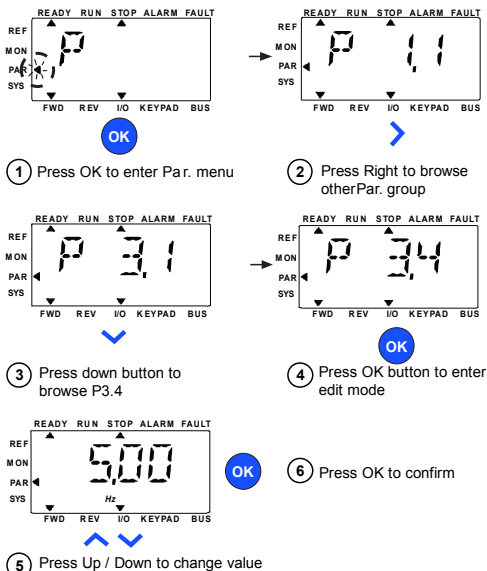 READY RUN STOP ALARM FAULT
REF
MON
PAR
SYS
P
FWD REV I/O KEYPAD BUS
OK
1 Press OK to enter Par. menu
READY RUN STOP ALARM FAULT
REF
MON
PAR
SYS
P 1,1
FWD REV I/O KEYPAD BUS
2 Press Right to browse
otherPar. group
READY RUN STOP ALARM FAULT
REF
MON
PAR
SYS
P 3,1
FWD REV I/O KEYPAD BUS
3 Press down button to
browse P3.4
READY RUN STOP ALARM FAULT
REF
MON
PAR
SYS
P 3,4
FWD REV I/O KEYPAD BUS
OK
4 Press OK button to enter
edit mode
READY RUN STOP ALARM FAULT
REF
MON
PAR
SYS
5,00
Hz
FWD REV I/O KEYPAD BUS
5 Press Up / Down to change value
OK
6 Press OK to confirm